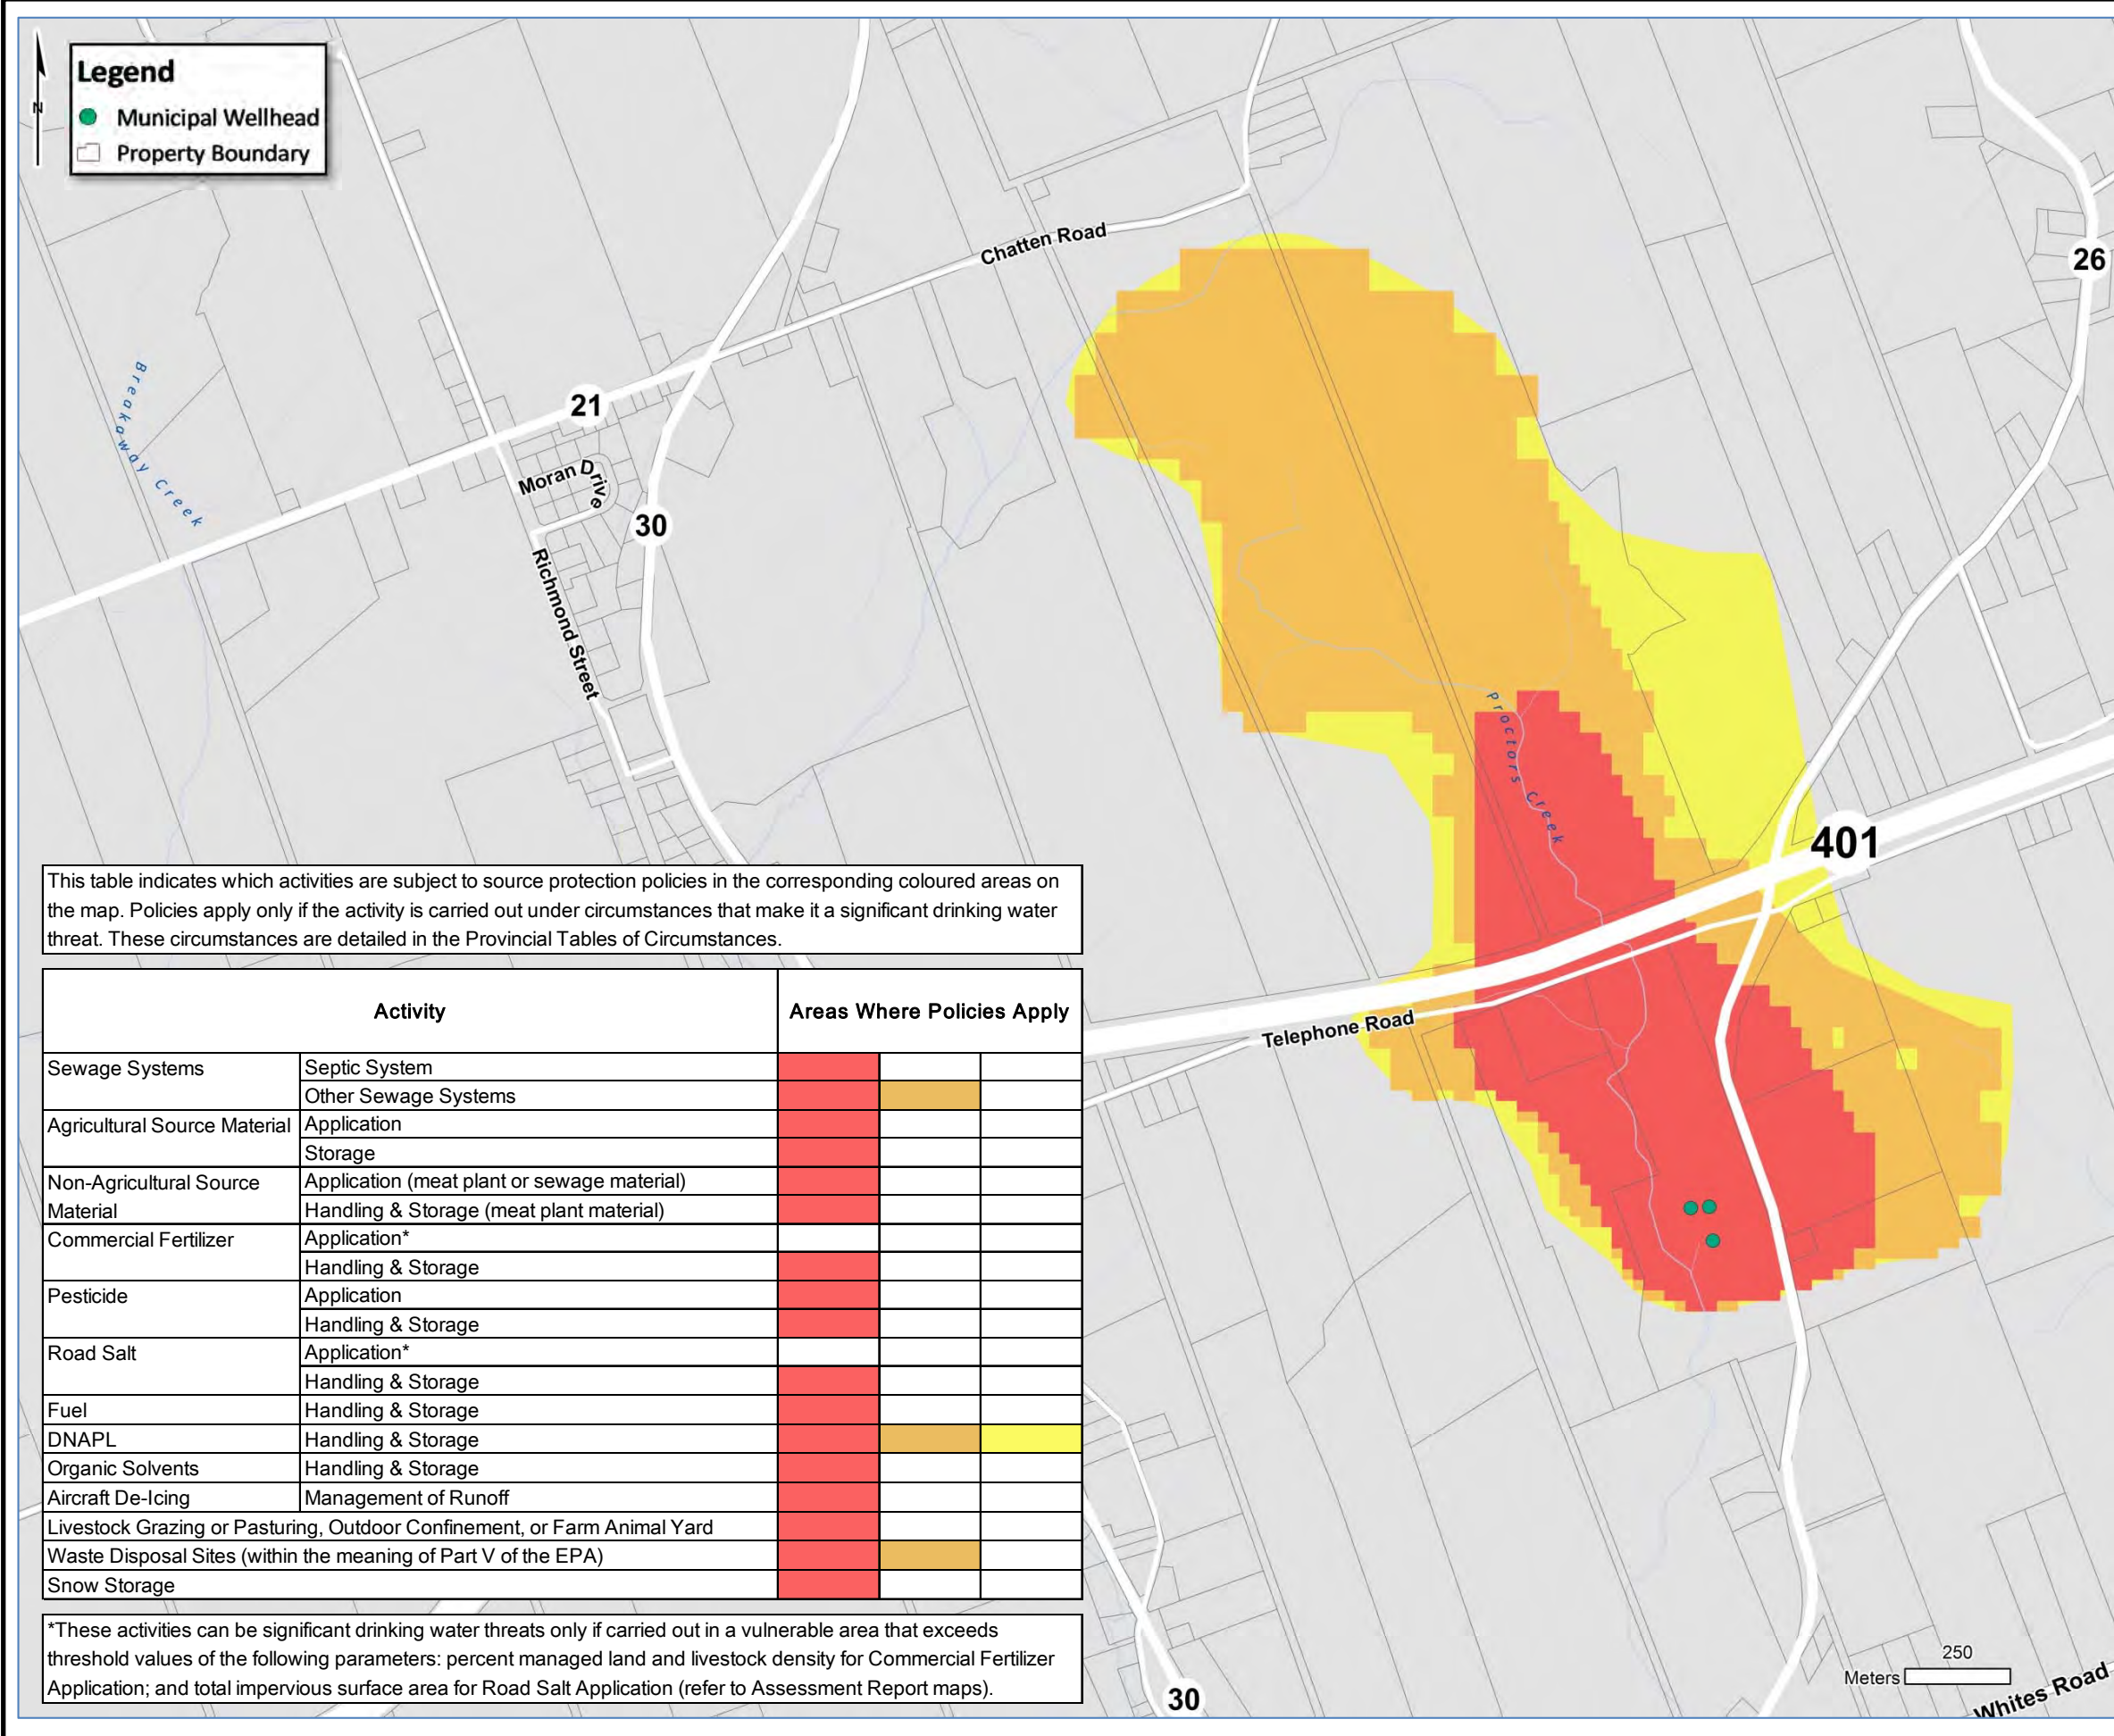 N
Legend
Municipal Wellhead
Property Boundary
Chatten Road
26
21
Breakaway Creek
Moran Drive
30
Richmond Street
Proctors Creek
401
Telephone Road
This table indicates which activities are subject to source protection policies in the corresponding coloured areas on
the map. Policies apply only if the activity is carried out under circumstances that make it a significant drinking water
threat. These circumstances are detailed in the Provincial Tables of Circumstances.
Activity Areas Where Policies Apply
Sewage Systems Septic System
Other Sewage Systems
Agricultural Source Material Application
Storage
Non-Agricultural Source Application (meat plant or sewage material)
Material Handling & Storage (meat plant material)
Commercial Fertilizer Application*
Handling & Storage
Pesticide Application
Handling & Storage
Road Salt Application*
Handling & Storage
Fuel Handling & Storage
DNAPL Handling & Storage
Organic Solvents Handling & Storage
Aircraft De-Icing Management of Runoff
Livestock Grazing or Pasturing, Outdoor Confinement, or Farm Animal Yard
Waste Disposal Sites (within the meaning of Part V of the EPA)
Snow Storage
*These activities can be significant drinking water threats only if carried out in a vulnerable area that exceeds
threshold values of the following parameters: percent managed land and livestock density for Commercial Fertilizer
Application; and total impervious surface area for Road Salt Application (refer to Assessment Report maps).
30
250
Meters
Whites Road